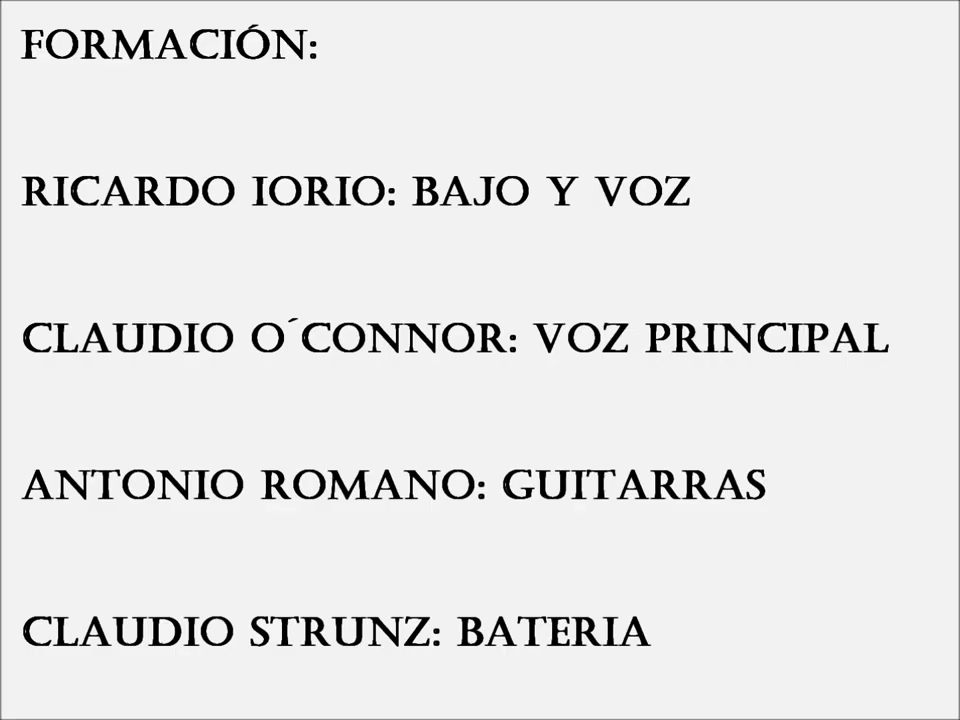 FORMACIÓN:
RICARDO IORIO: BAJO Y VOZ
CLAUDIO O´CONNOR: VOZ PRINCIPAL
ANTONIO ROMANO: GUITARRAS
CLAUDIO STRUNZ: BATERIA